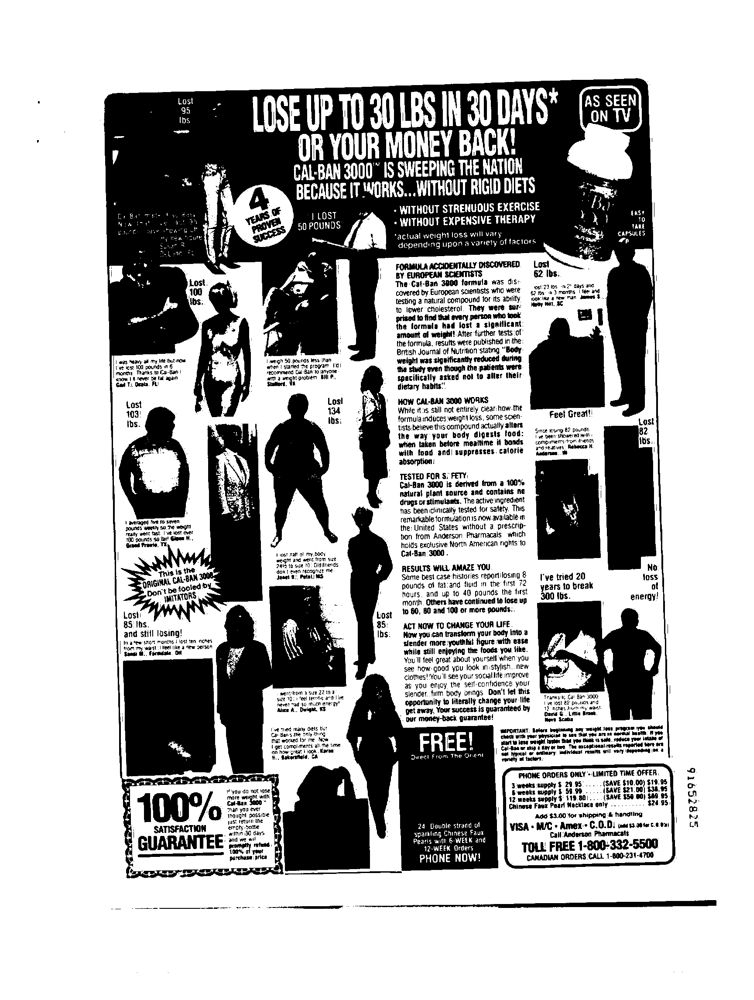 Lost
95
lbs
LOSE UP TO 30 LBS IN 30 DAYS*
OR YOUR MONEY BACK!
CAL-BAN 3000™ IS SWEEPING THE NATION
BECAUSE IT WORKS... WITHOUT RIGID DIETS
AS SEEN
ON TV
4
YEARS OF
PROVEN
SUCCESS
I LOST
50 POUNDS
• WITHOUT STRENUOUS EXERCISE
• WITHOUT EXPENSIVE THERAPY
*actual weight loss will vary
depending upon a variety of factors
EASY
TO
TAKE
CAPSULES
Lost
100
lbs.
I was heavy all my life but now
I've lost 100 pounds in 6
months. Thanks to Cal-Ban I
know I'll never be fat again
Gail T., Ocala, FL
I weigh 50 pounds less than
when I started the program. I'd
recommend Cal-Ban to anyone
with a weight problem. Bill P.,
Stafford, VA
FORMULA ACCIDENTALLY DISCOVERED
BY EUROPEAN SCIENTISTS
The Cal-Ban 3000 formula was dis-
covered by European scientists who were
testing a natural compound for its ability
to lower cholesterol. They were sur-
prised to find that every person who took
the formula had lost a significant
amount of weight! After further tests of
the formula, results were published in the
British Journal of Nutrition stating "Body
weight was significantly reduced during
the study even though the patients were
specifically asked not to alter their
dietary habits".
HOW CAL-BAN 3000 WORKS
While it is still not entirely clear how the
formula induces weight loss, some scien-
tists believe this compound actually alters
the way your body digests food:
when taken before mealtime it bonds
with food and suppresses calorie
absorption.
TESTED FOR SAFETY
Cal-Ban 3000 is derived from a 100%
natural plant source and contains no
drugs or stimulants. The active ingredient
has been clinically tested for safety. This
remarkable formulation is now available in
the United States without a prescrip-
tion from Anderson Pharmacals which
holds exclusive North American rights to
Cal-Ban 3000.
RESULTS WILL AMAZE YOU
Some best case histories report losing 8
pounds of fat and fluid in the first 72
hours, and up to 40 pounds the first
month. Others have continued to lose up
to 60, 80 and 100 or more pounds.
ACT NOW TO CHANGE YOUR LIFE
Now you can transform your body into a
slender more youthful figure with ease
while still enjoying the foods you like.
You'll feel great about yourself when you
see how good you look in stylish, new
clothes! You'll see your social life improve
as you enjoy the self-confidence your
slender, firm body brings. Don't let this
opportunity to literally change your life
get away. Your success is guaranteed by
our money-back guarantee!
Lost
62 lbs.
lost 23 lbs. in 21 days and
62 lbs. in 3 months. I feel and
look like a new man. James S.
Feel Great!
Since losing 82 pounds
I've been showered with
compliments from friends
and relatives. Rebecca H.
Anderson, IN
Lost
82
lbs.
Lost
103
lbs.
Lost
134
lbs.
I averaged five to seven
pounds weekly so the weight
really went fast. I've lost over
100 pounds so far!
Grand Prairie, TX
I lost half of my body
weight and went from size
24½ to size 10. Old friends
don't even recognize me.
Janet B., Petal, MS
This is the
ORIGINAL CAL-BAN 3000
Don't be fooled by
IMITATORS
Lost
85 lbs.
and still losing!
In a few short months I lost ten inches
from my waist. I feel like a new person
Sandi M., Ferndale, OH
Lost
85
lbs.
I went from a size 22 to a
size 10. I feel terrific and I've
never had so much energy!
Alice A., Dwight, KS
I've tried many diets but
Cal-Ban is the only thing
that worked for me. Now
I get compliments all the time
on how great I look. Karen
N., Bakersfield, CA
I've tried 20
years to break
300 lbs.
No
loss
of
energy!
Thanks to Cal-Ban 3000
I've lost 80 pounds and
12 inches from my waist.
David G., Little Brook,
Nova Scotia
IMPORTANT: Before beginning any weight loss program you should
check with your physician to see that you are in normal health. If you
start to lose weight faster than you think is safe, reduce your intake of
Cal-Ban or skip a day or two. The exceptional results reported here are
not typical or ordinary. Individual results will vary depending on a
variety of factors.
100%
SATISFACTION
GUARANTEE
If you do not lose
more weight with
Cal-Ban 3000™
than you ever
thought possible
just return the
empty bottle
within 30 days
and we will
promptly refund
100% of your
purchase price
FREE!
Direct From The Orient
24" Double strand of
sparkling Chinese Faux
Pearls with 6-WEEK and
12-WEEK Orders
PHONE NOW!
PHONE ORDERS ONLY • LIMITED TIME OFFER
3 weeks supply $ 29.95 ..... (SAVE $10.00) $19.95
6 weeks supply $ 59.99 ..... (SAVE $21.00) $38.95
12 weeks supply $ 119.80 ..... (SAVE $50.00) $69.95
Chinese Faux Pearl Necklace only ..... $24.95
Add $3.00 for shipping & handling
VISA • M/C • Amex • C.O.D. (add $3.00 for C.O.D.'s)
Call Anderson Pharmacals
TOLL FREE 1-800-332-5500
CANADIAN ORDERS CALL 1-800-231-4700
91652825